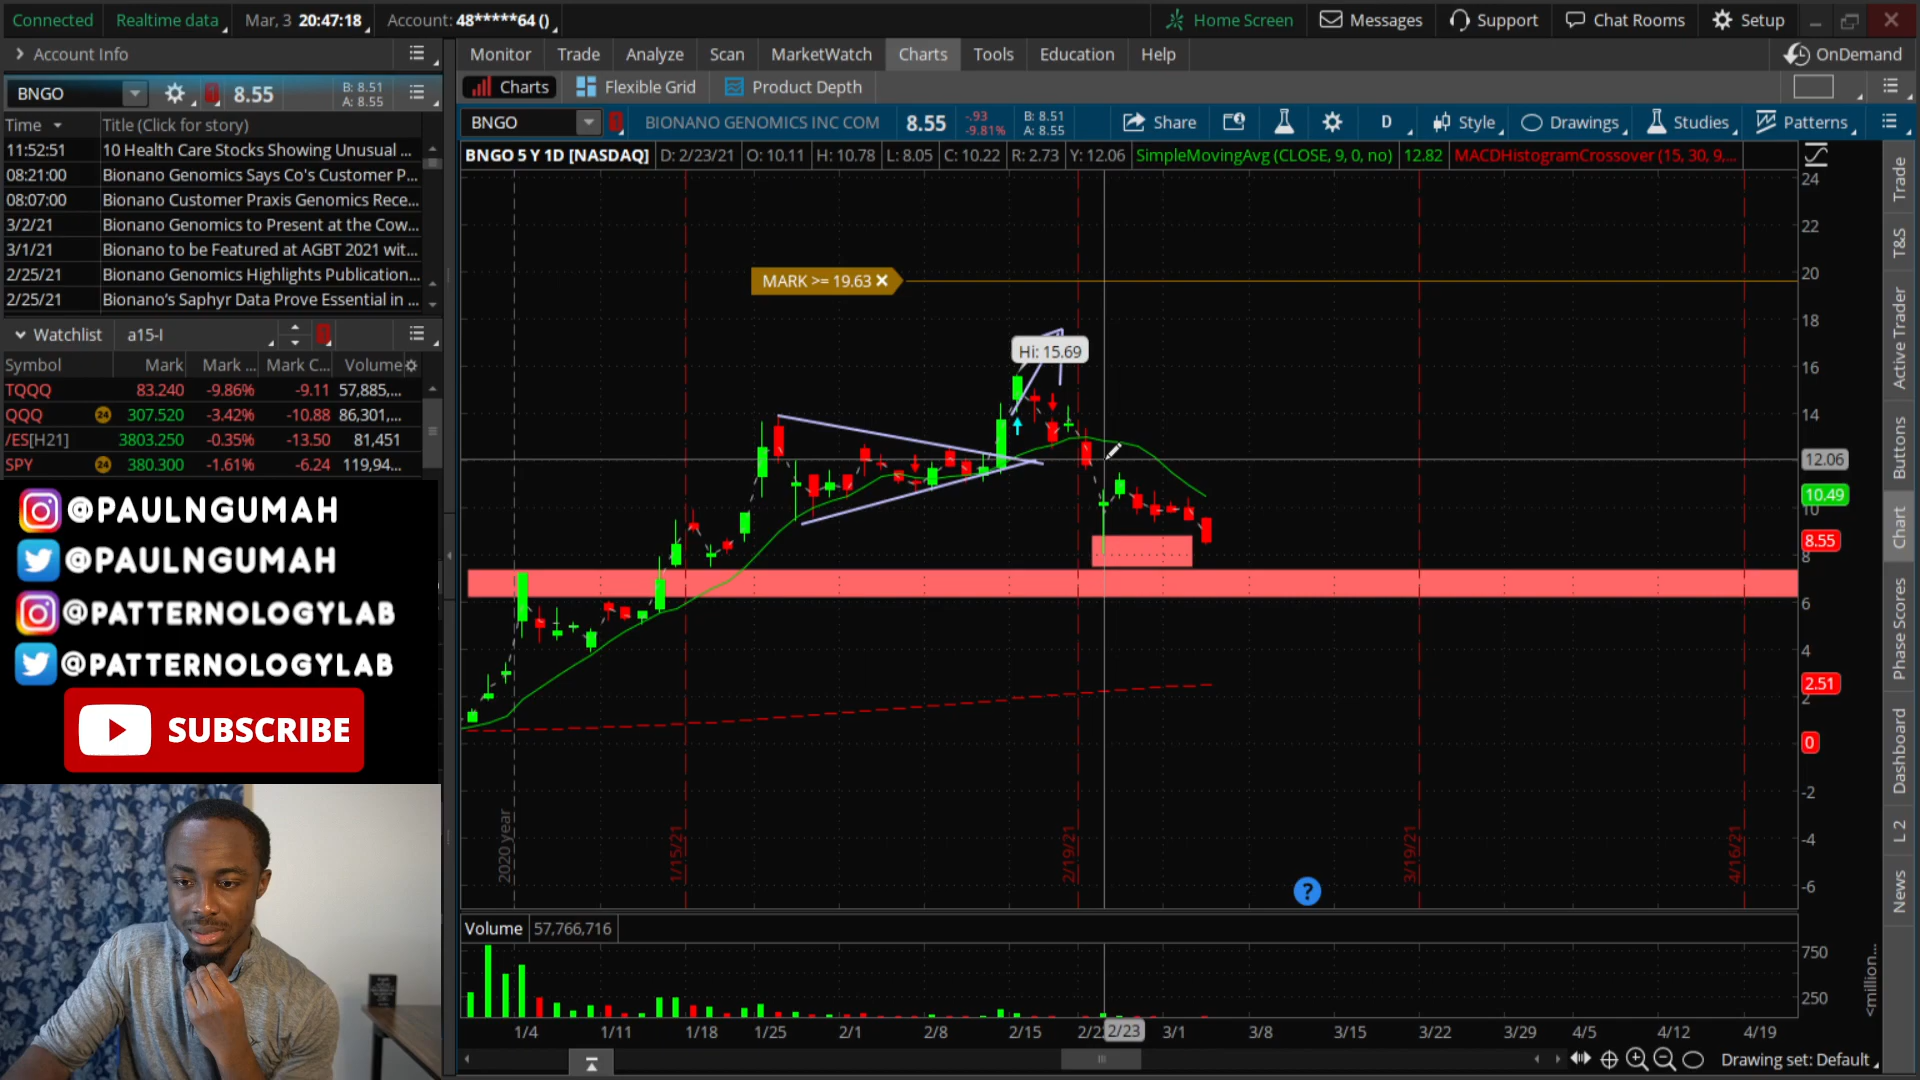 Connected Realtime data Mar, 3 20:47:18 Account: 48*****64 () Home Screen Messages Support Chat Rooms Setup
Account Info Monitor Trade Analyze Scan MarketWatch Charts Tools Education Help OnDemand
BNGO 8.55 B: 8.51 A: 8.55 Charts Flexible Grid Product Depth
BNGO BIONANO GENOMICS INC COM 8.55 -.93 -9.81% B: 8.51 A: 8.55 Share D Style Drawings Studies Patterns
BNGO 5 Y 1D [NASDAQ] D: 2/23/21 O: 10.11 H: 10.78 L: 8.05 C: 10.22 R: 2.73 Y: 12.06 SimpleMovingAvg (CLOSE, 9, 0, no) 12.82 MACDHistogramCrossover (15, 30, 9,...
Time Title (Click for story)
11:52:51 10 Health Care Stocks Showing Unusual ...
08:21:00 Bionano Genomics Says Co's Customer P...
08:07:00 Bionano Customer Praxis Genomics Rece...
3/2/21 Bionano Genomics to Present at the Cow...
3/1/21 Bionano to be Featured at AGBT 2021 wit...
2/25/21 Bionano Genomics Highlights Publication...
2/25/21 Bionano's Saphyr Data Prove Essential in ...
Watchlist a15-I
Symbol Mark Mark ... Mark C... Volume
TQQQ 83.240 -9.86% -9.11 57,885,...
QQQ 24 307.520 -3.42% -10.88 86,301,...
/ES[H21] 3803.250 -0.35% -13.50 81,451
SPY 24 380.300 -1.61% -6.24 119,94...
@PAULNGUMAH
@PAULNGUMAH
@PATTERNOLOGYLAB
@PATTERNOLOGYLAB
SUBSCRIBE
MARK >= 19.63
Hi: 15.69
24
22
20
18
16
14
12.06
10.49
10
8.55
8
6
4
2.51
2
0
-2
-4
-6
2020 year
1/15/21
2/19/21
3/19/21
4/16/21
?
Volume 57,766,716
750
250
<million...
1/4 1/11 1/18 1/25 2/1 2/8 2/15 2/23 3/1 3/8 3/15 3/22 3/29 4/5 4/12 4/19
Drawing set: Default
Trade
T&S
Active Trader
Buttons
Chart
Phase Scores
Dashboard
L 2
News